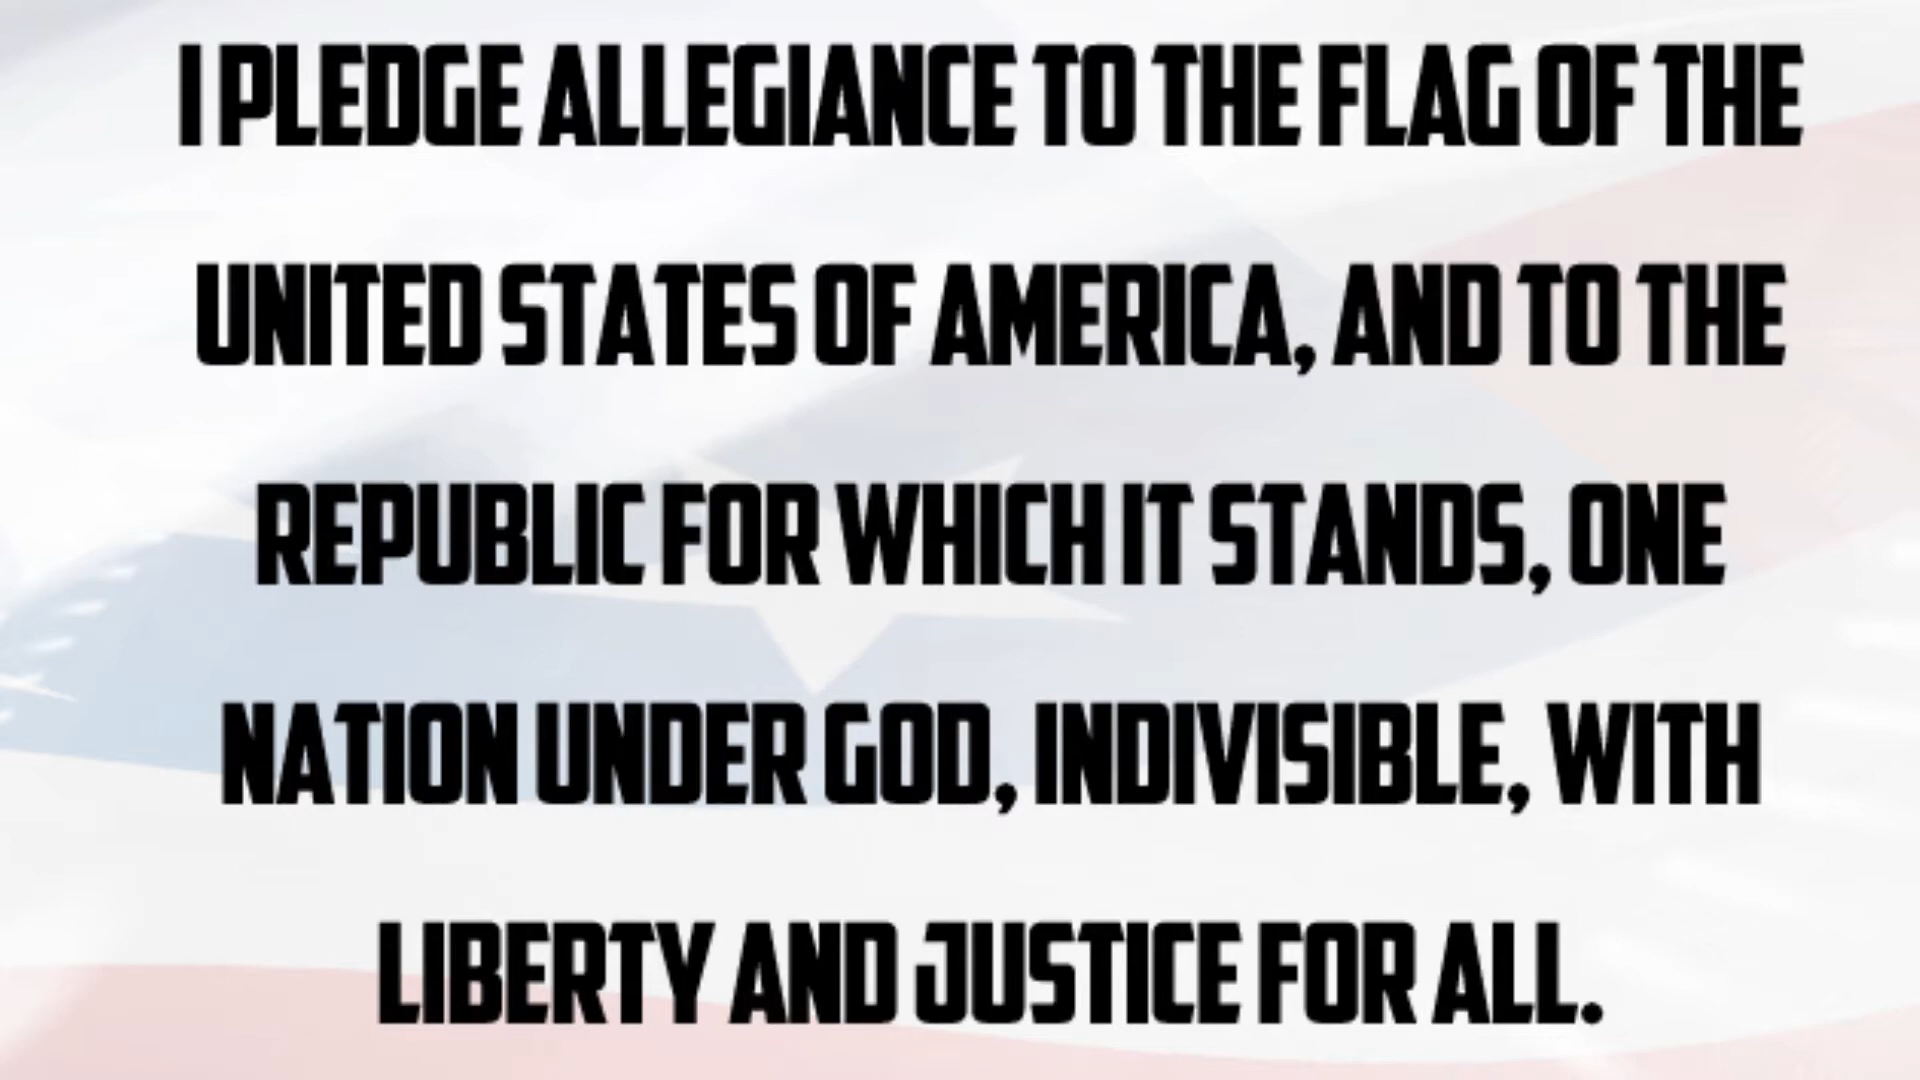 I PLEDGE ALLEGIANCE TO THE FLAG OF THE
UNITED STATES OF AMERICA, AND TO THE
REPUBLIC FOR WHICH IT STANDS, ONE
NATION UNDER GOD, INDIVISIBLE, WITH
LIBERTY AND JUSTICE FOR ALL.